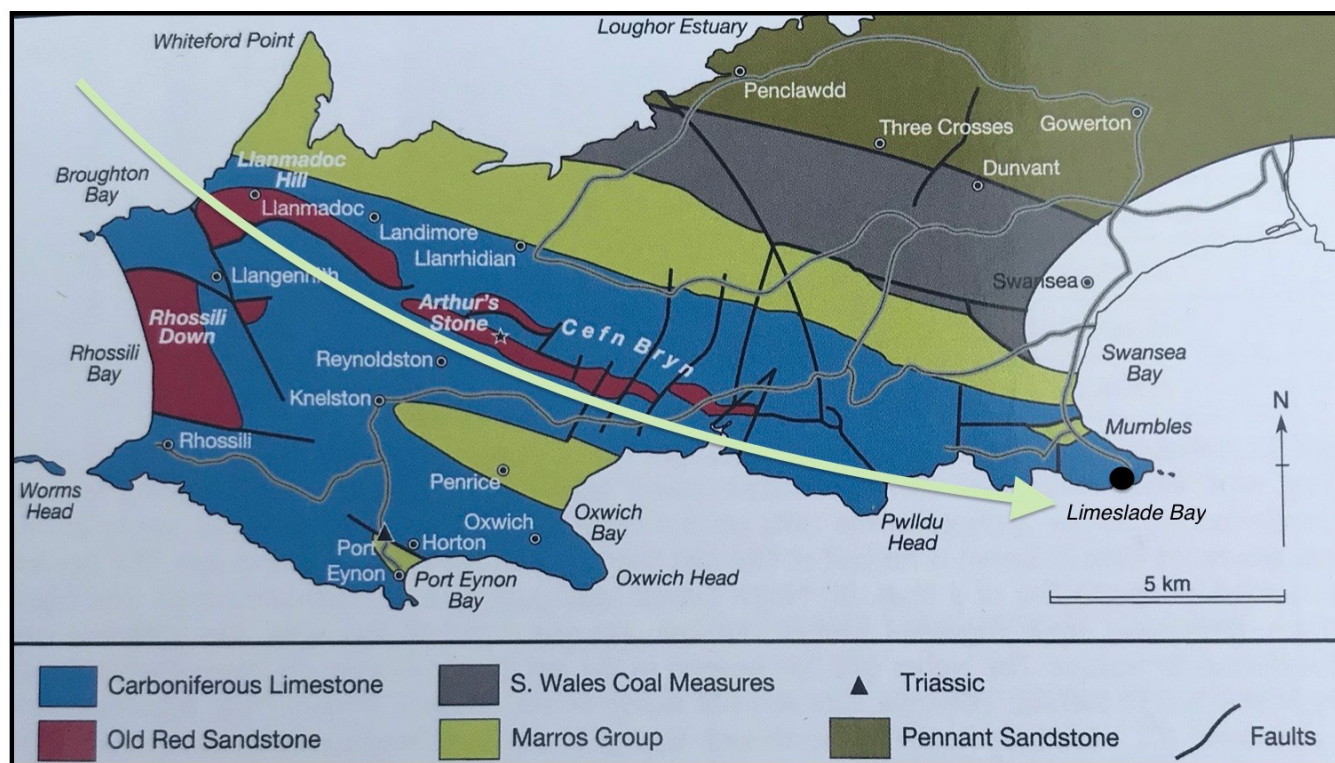 Loughor Estuary
Whiteford Point
Penclawdd
Three Crosses
Gowerton
Dunvant
Llanmadoc
Hill
Broughton
Bay
Llanmadoc
Landimore
Llanrhidian
Llangennith
Swansea
Arthur's
Stone
Cefn Bryn
Rhossili
Down
Rhossili
Bay
Reynoldston
Swansea
Bay
Knelston
N
Mumbles
Rhossili
Penrice
Worms
Head
Limeslade Bay
Oxwich
Oxwich
Bay
Pwlldu
Head
Port
Eynon
Horton
Port Eynon
Bay
Oxwich Head
5 km
Carboniferous Limestone
S. Wales Coal Measures
Triassic
Old Red Sandstone
Marros Group
Pennant Sandstone
Faults